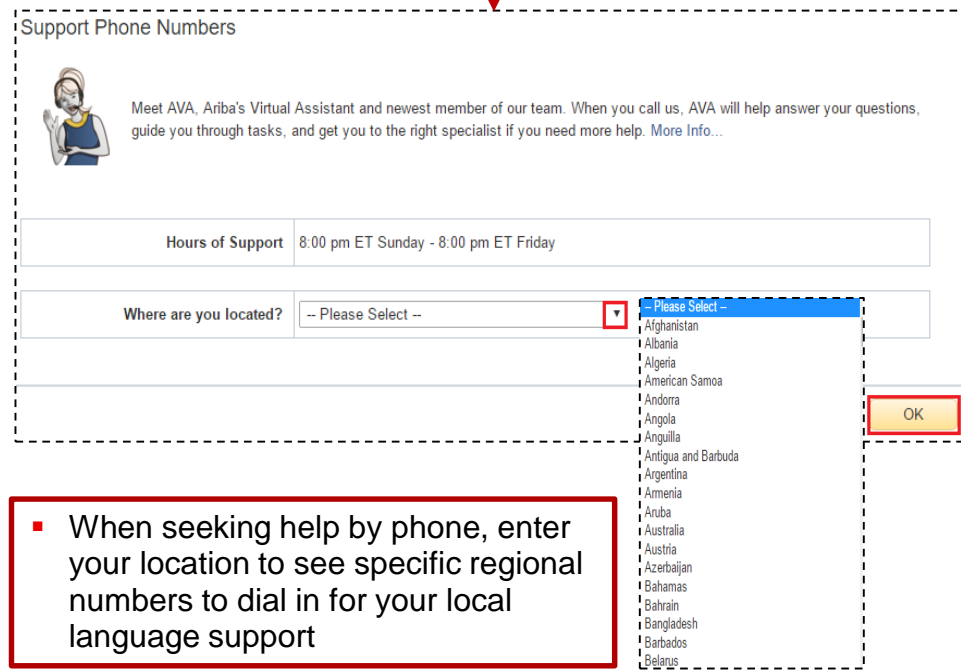 Support Phone Numbers
Meet AVA, Ariba's Virtual Assistant and newest member of our team. When you call us, AVA will help answer your questions,
guide you through tasks, and get you to the right specialist if you need more help. More Info...
Hours of Support 8:00 pm ET Sunday - 8:00 pm ET Friday
Where are you located? -- Please Select --
-- Please Select --
Afghanistan
Albania
Algeria
American Samoa
Andorra
Angola
Anguilla
Antigua and Barbuda
Argentina
Armenia
Aruba
Australia
Austria
Azerbaijan
Bahamas
Bahrain
Bangladesh
Barbados
Belarus
OK
▪ When seeking help by phone, enter
your location to see specific regional
numbers to dial in for your local
language support